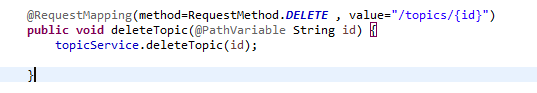 @RequestMapping(method=RequestMethod.DELETE , value="/topics/{id}")
public void deleteTopic(@PathVariable String id) {
topicService.deleteTopic(id);
}